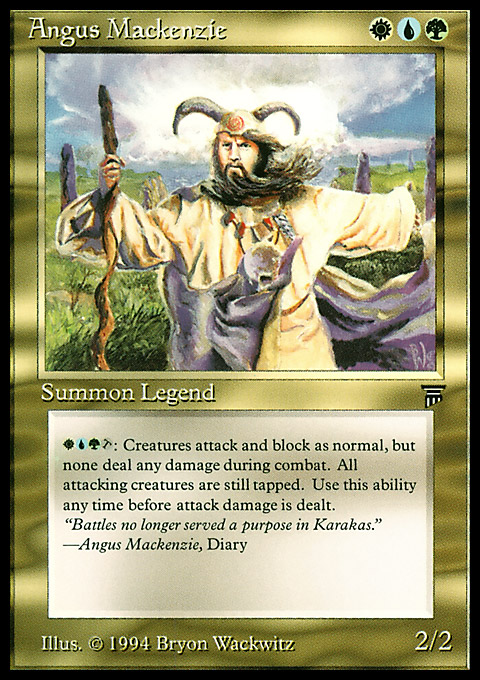 Angus Mackenzie
Summon Legend
: Creatures attack and block as normal, but
none deal any damage during combat. All
attacking creatures are still tapped. Use this ability
any time before attack damage is dealt.
“Battles no longer served a purpose in Karakas.”
—Angus Mackenzie, Diary
Illus. © 1994 Bryon Wackwitz
2/2